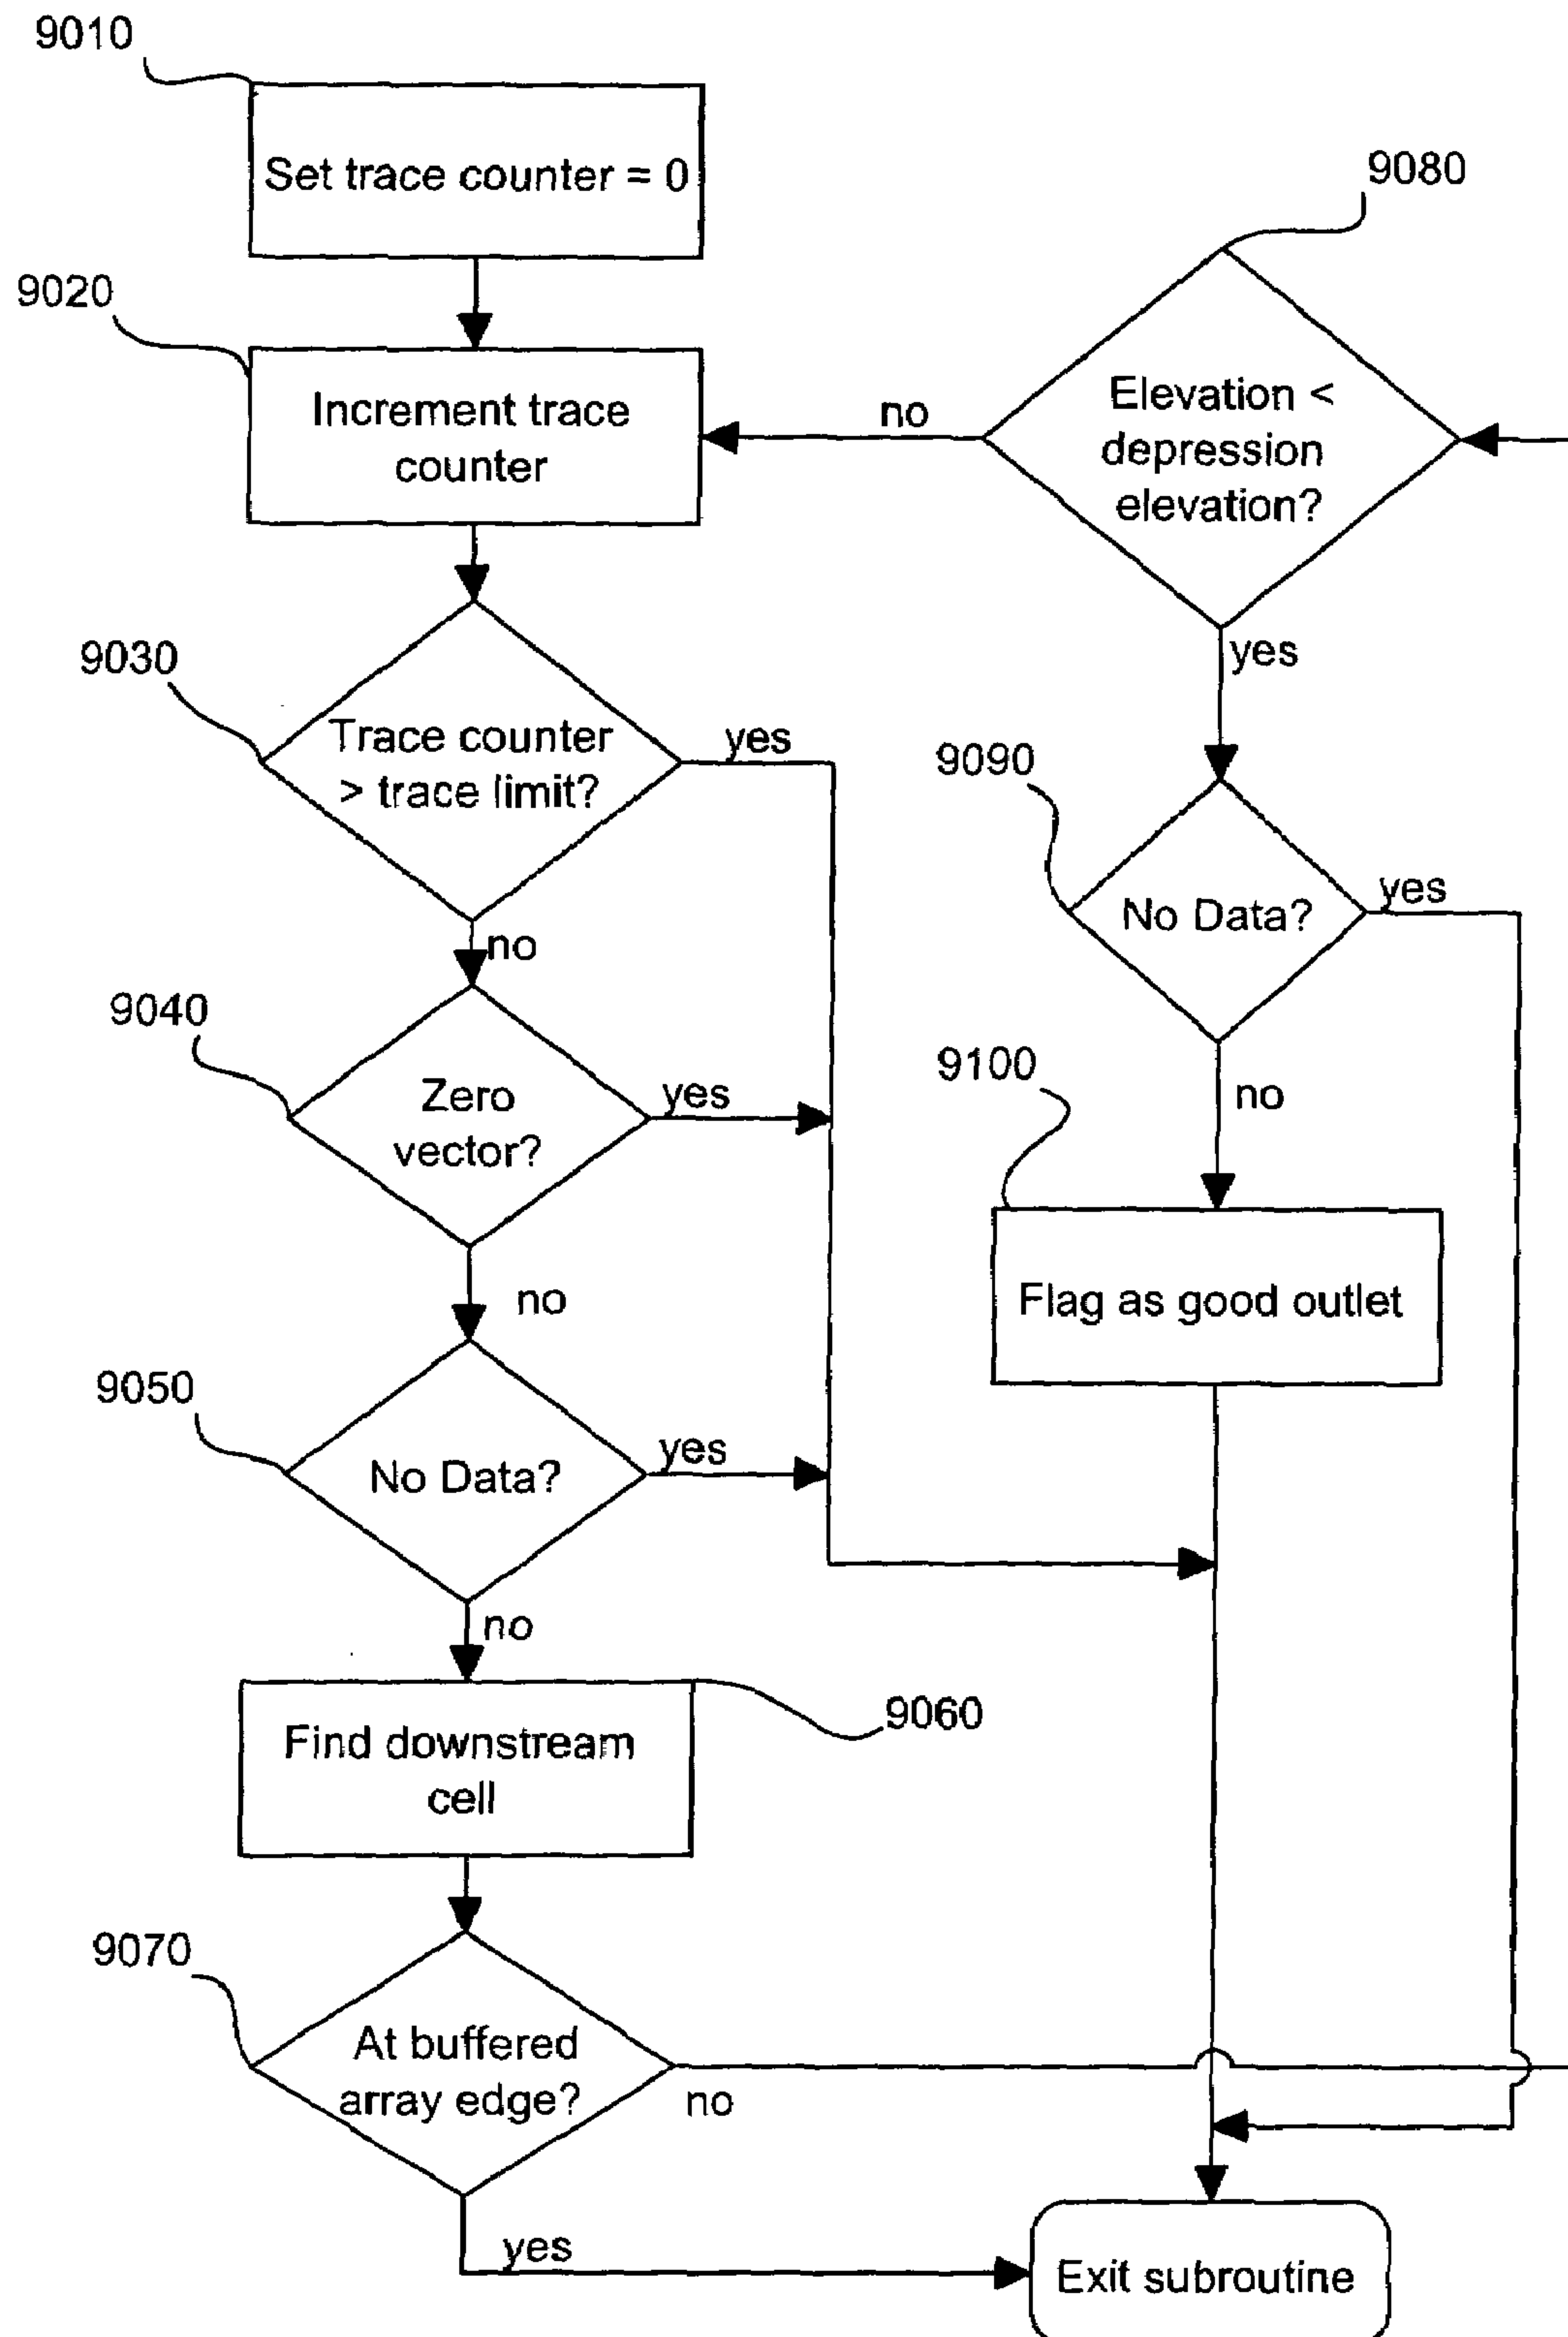 9010
Set trace counter = 0
9020
Increment trace
counter
no
9080
Elevation <
depression
elevation?
yes
9030
Trace counter
> trace limit?
yes
no
9090
No Data?
yes
no
9040
Zero
vector?
yes
no
9100
Flag as good outlet
9050
No Data?
yes
no
9060
Find downstream
cell
9070
At buffered
array edge?
no
yes
Exit subroutine